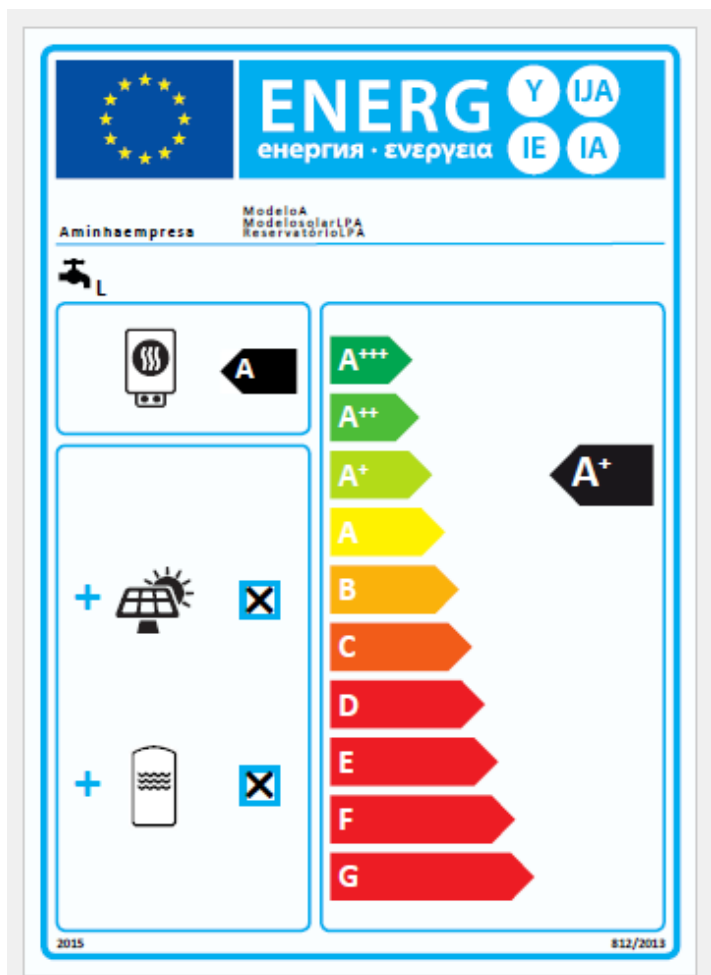 ENERG
Y
IJA
IE
IA
енергия · ενεργεια
ModeloA
ModelosolarLPA
Aminhaempresa
ReservatórioLPA
L
A
A+++
A++
A+
A+
A
B
+
C
D
E
+
F
G
2015
812/2013